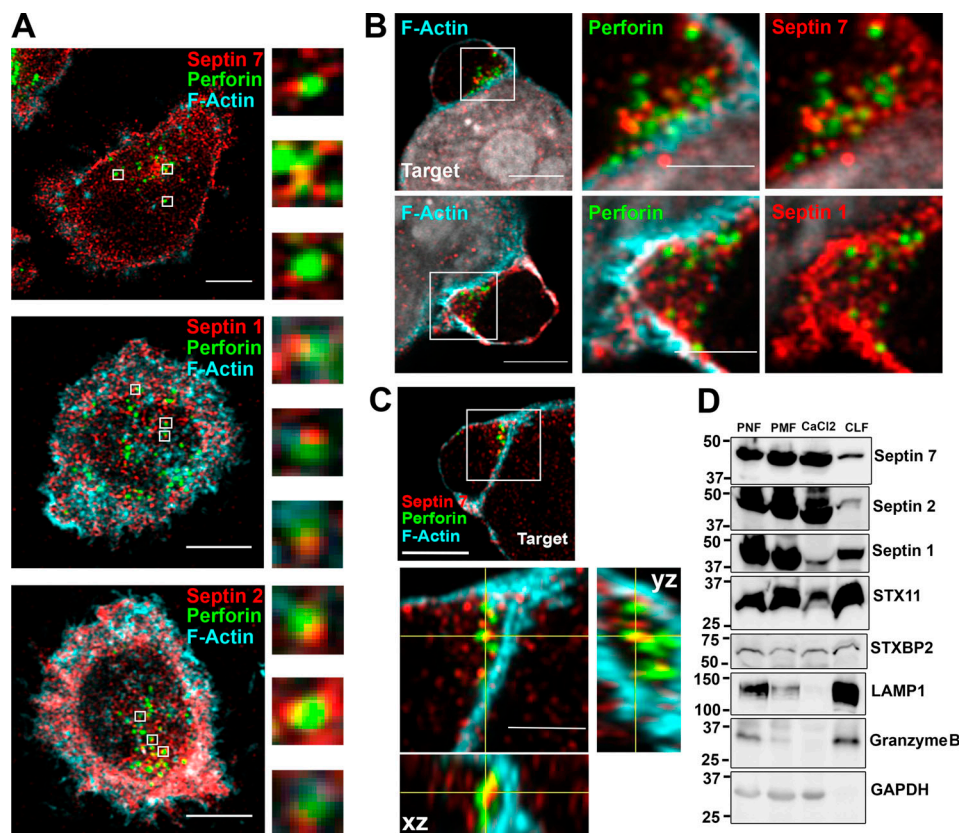 A
Septin 7
Perforin
F-Actin
Septin 1
Perforin
F-Actin
Septin 2
Perforin
F-Actin
B
F-Actin
Perforin
Septin 7
Target
F-Actin
Perforin
Septin 1
C
Septin 7
Perforin
F-Actin
Target
yz
xz
D
PNF PMF CaCl2 CLF
50
Septin 7
37
50
Septin 2
37
50
Septin 1
37
37
STX11
25
75
STXBP2
50
150
LAMP1
100
37
Granzyme B
25
37
GAPDH
25